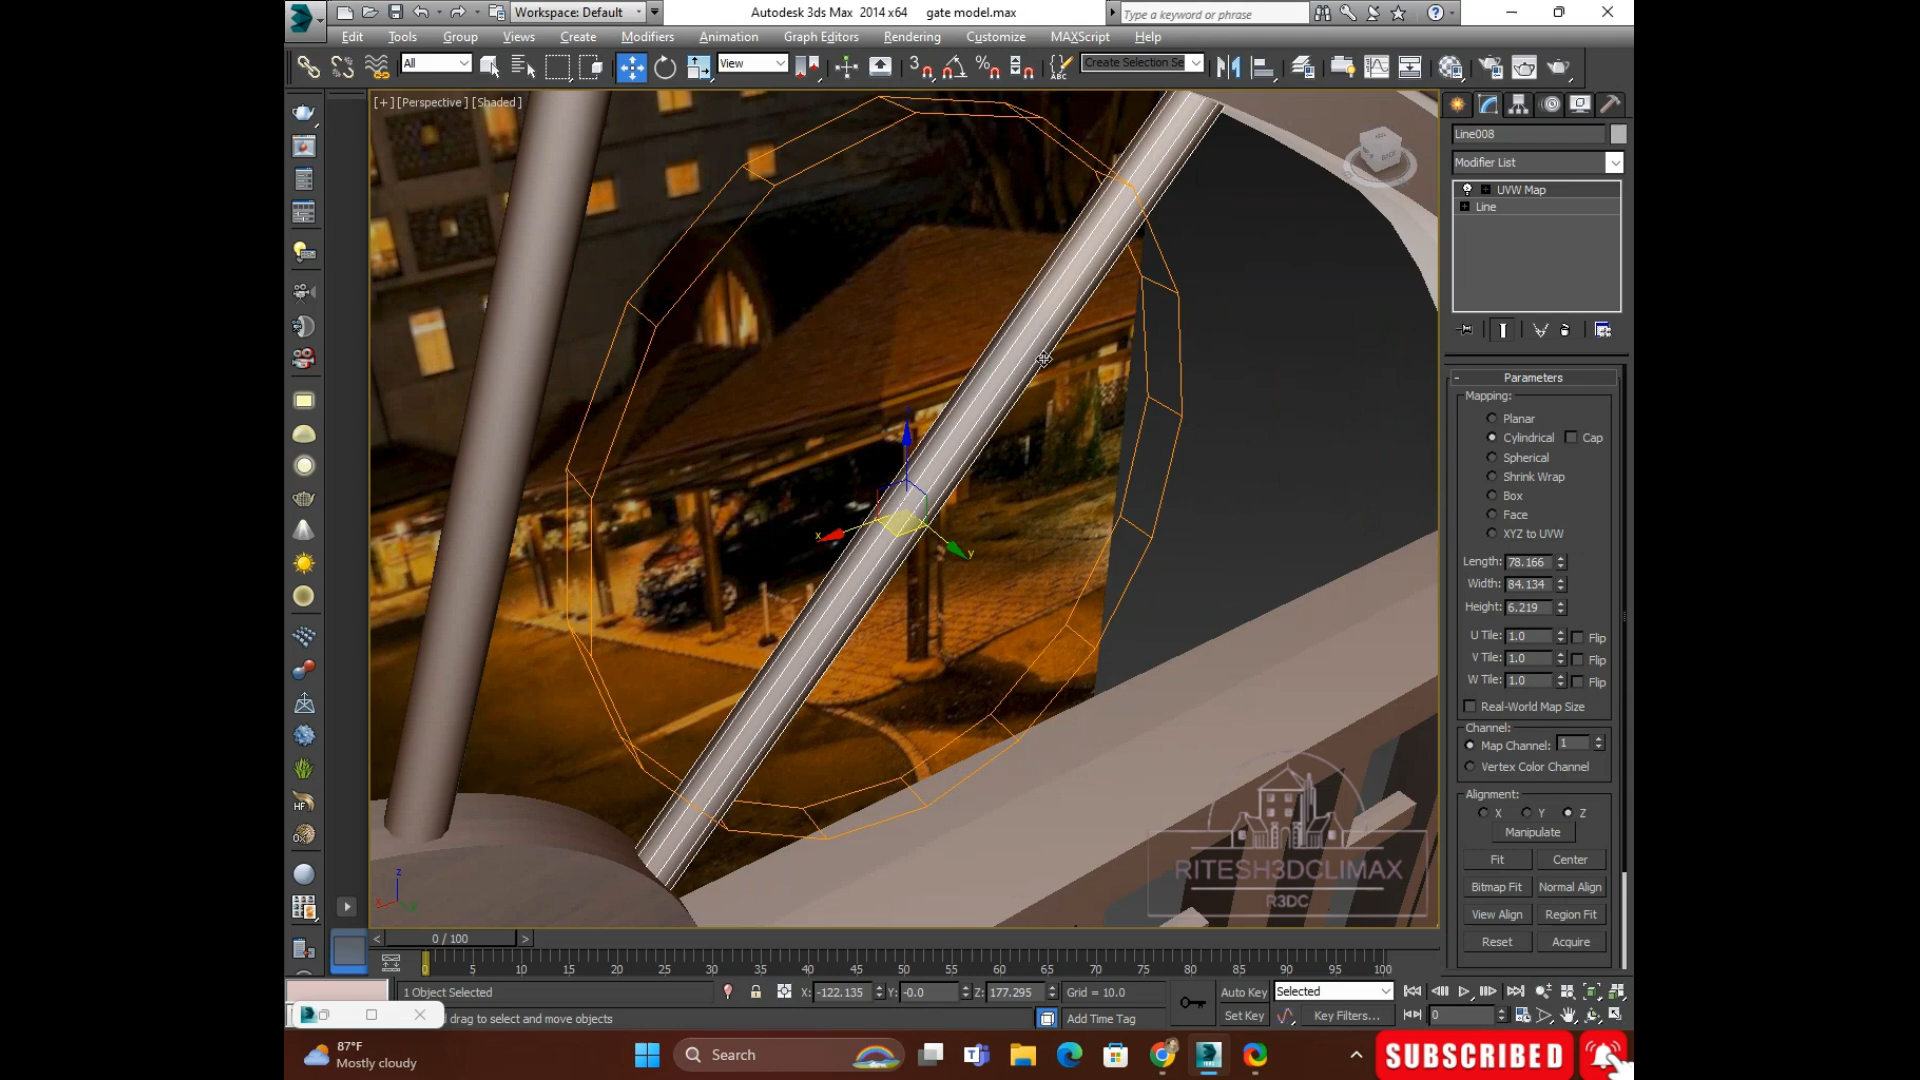 Workspace: Default
Autodesk 3ds Max 2014 x64 gate model.max
Type a keyword or phrase
Edit Tools Group Views Create Modifiers Animation Graph Editors Rendering Customize MAXScript Help
All
View
3
Create Selection Se
[+][Perspective][Shaded]
Line008
Modifier List
UVW Map
Line
Parameters
Mapping:
Planar
Cylindrical Cap
Spherical
Shrink Wrap
Box
Face
XYZ to UVW
Length: 78.166
Width: 84.134
Height: 6.219
U Tile: 1.0 Flip
V Tile: 1.0 Flip
W Tile: 1.0 Flip
Real-World Map Size
Channel:
Map Channel: 1
Vertex Color Channel
Alignment:
X Y Z
Manipulate
Fit Center
Bitmap Fit Normal Align
View Align Region Fit
Reset Acquire
x
y
z
RITESH3DCLIMAX
R3DC
0 / 100
0 5 10 15 20 25 30 35 40 45 50 55 60 65 70 75 80 85 90 95 100
1 Object Selected
X: -122.135 Y: -0.0 Z: 177.295 Grid = 10.0
Auto Key Selected
drag to select and move objects
Add Time Tag
Set Key Key Filters...
0
87°F
Mostly cloudy
Search
SUBSCRIBED